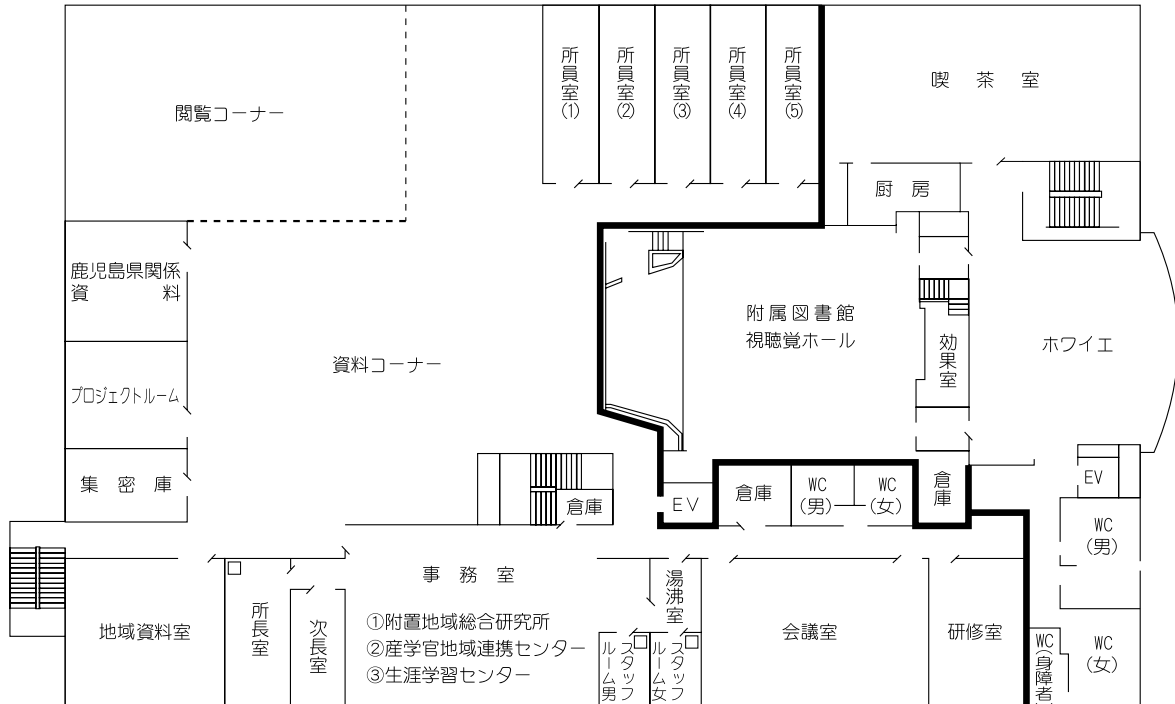 閲覧コーナー
所員室
(1)
所員室
(2)
所員室
(3)
所員室
(4)
所員室
(5)
喫茶室
厨房
鹿児島県関係
資料
プロジェクトルーム
集密庫
資料コーナー
附属図書館
視聴覚ホール
効果室
ホワイエ
倉庫
EV
倉庫
WC
(男)
WC
(女)
倉庫
EV
WC
(男)
地域資料室
所長室
次長室
事務室
①附置地域総合研究所
②産学官地域連携センター
③生涯学習センター
湯沸室
スタッフ
ルーム男
スタッフ
ルーム女
会議室
研修室
WC
(身障者
WC
(女)